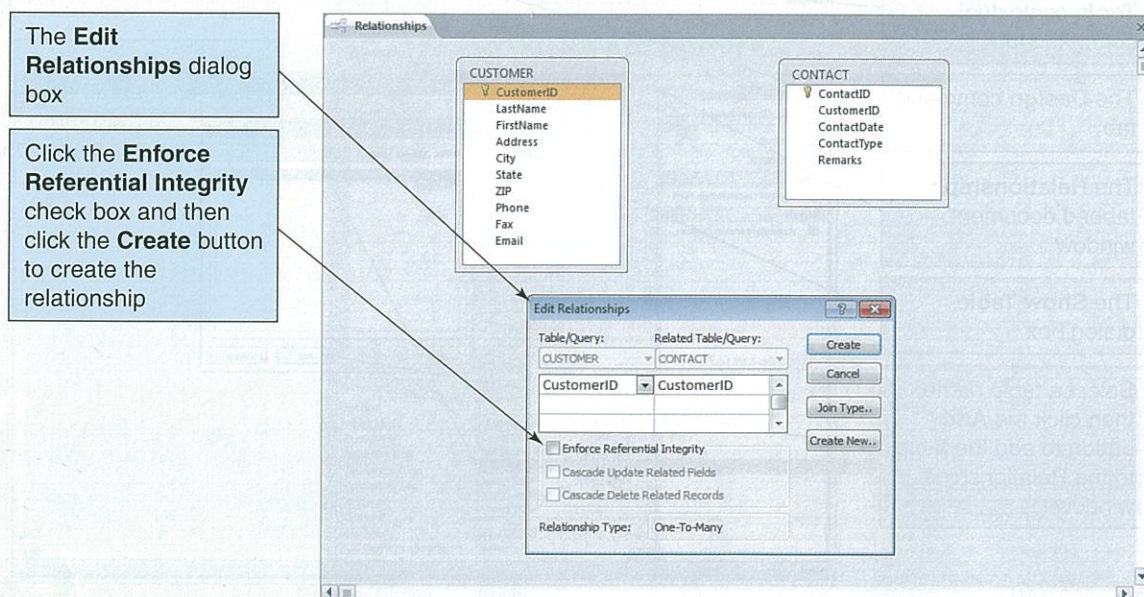 The Edit
Relationships dialog
box
Click the Enforce
Referential Integrity
check box and then
click the Create button
to create the
relationship
Relationships
CUSTOMER
CustomerID
LastName
FirstName
Address
City
State
ZIP
Phone
Fax
Email
CONTACT
ContactID
CustomerID
ContactDate
ContactType
Remarks
Edit Relationships
Table/Query: Related Table/Query:
CUSTOMER CONTACT
CustomerID CustomerID
Create
Cancel
Join Type..
Create New..
Enforce Referential Integrity
Cascade Update Related Fields
Cascade Delete Related Records
Relationship Type: One-To-Many